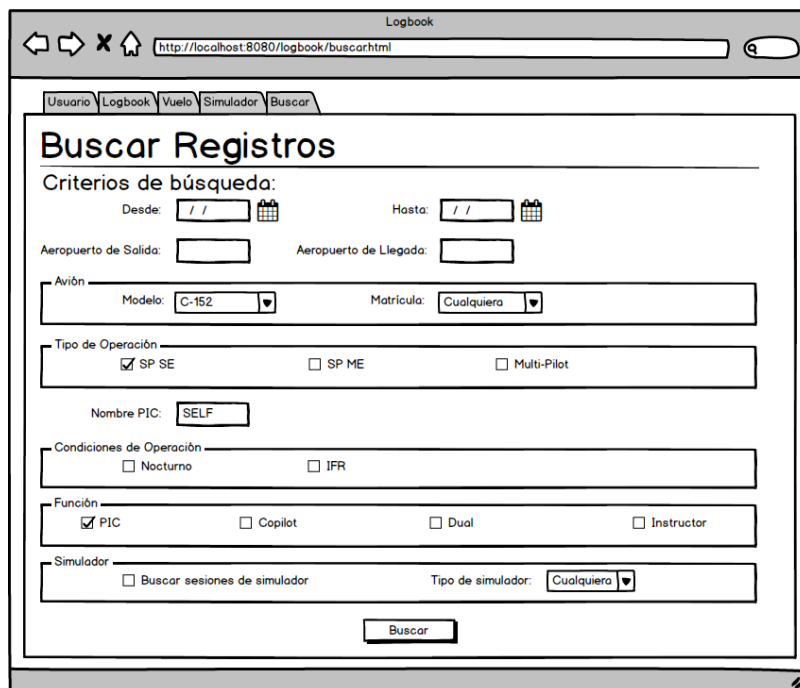 Logbook
http://localhost:8080/logbook/buscar.html
Usuario Logbook Vuelo Simulador Buscar
Buscar Registros
Criterios de búsqueda:
Desde: / / Hasta: / /
Aeropuerto de Salida: Aeropuerto de Llegada:
Avión
Modelo: C-152 Matrícula: Cualquiera
Tipo de Operación
SP SE SP ME Multi-Pilot
Nombre PIC: SELF
Condiciones de Operación
Nocturno IFR
Función
PIC Copilot Dual Instructor
Simulador
Buscar sesiones de simulador Tipo de simulador: Cualquiera
Buscar